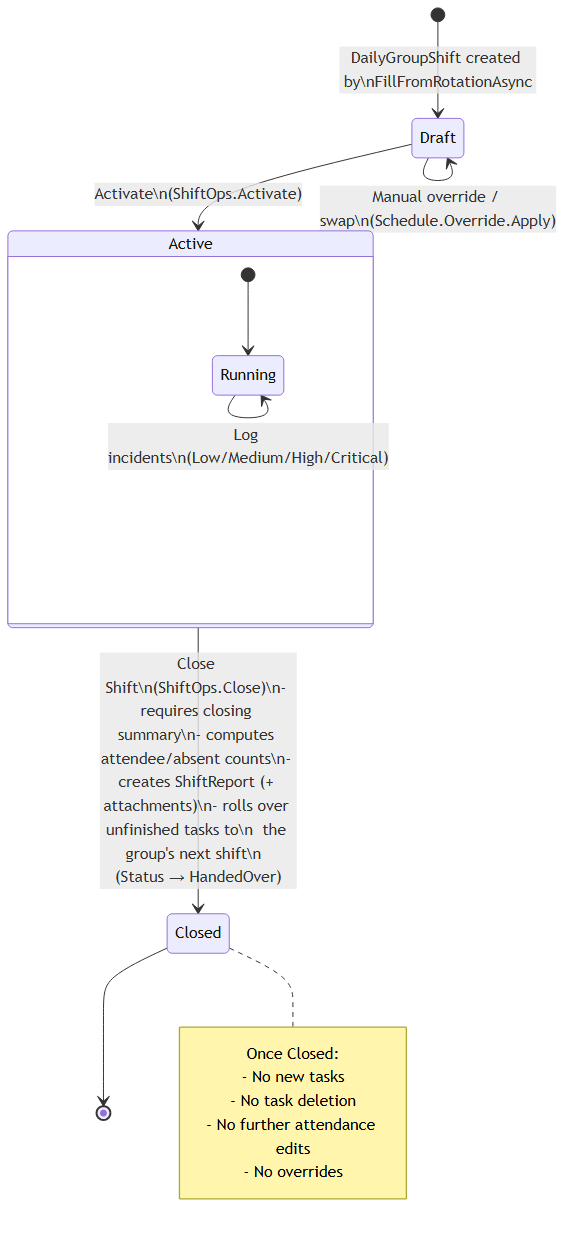 DailyGroupShift created
by\nFillFromRotationAsync
Draft
Activate\n(ShiftOps.Activate)
Manual override /
swap\n(Schedule.Override.Apply)
Active
Running
Log
incidents\n(Low/Medium/High/Critical)
Close
Shift\n(ShiftOps.Close)\n-
requires closing
summary\n- computes
attendee/absent counts\n-
creates ShiftReport (+
attachments)\n- rolls over
unfinished tasks to\n  the
group's next shift\n
(Status → HandedOver)
Closed
Once Closed:
- No new tasks
- No task deletion
- No further attendance
edits
- No overrides